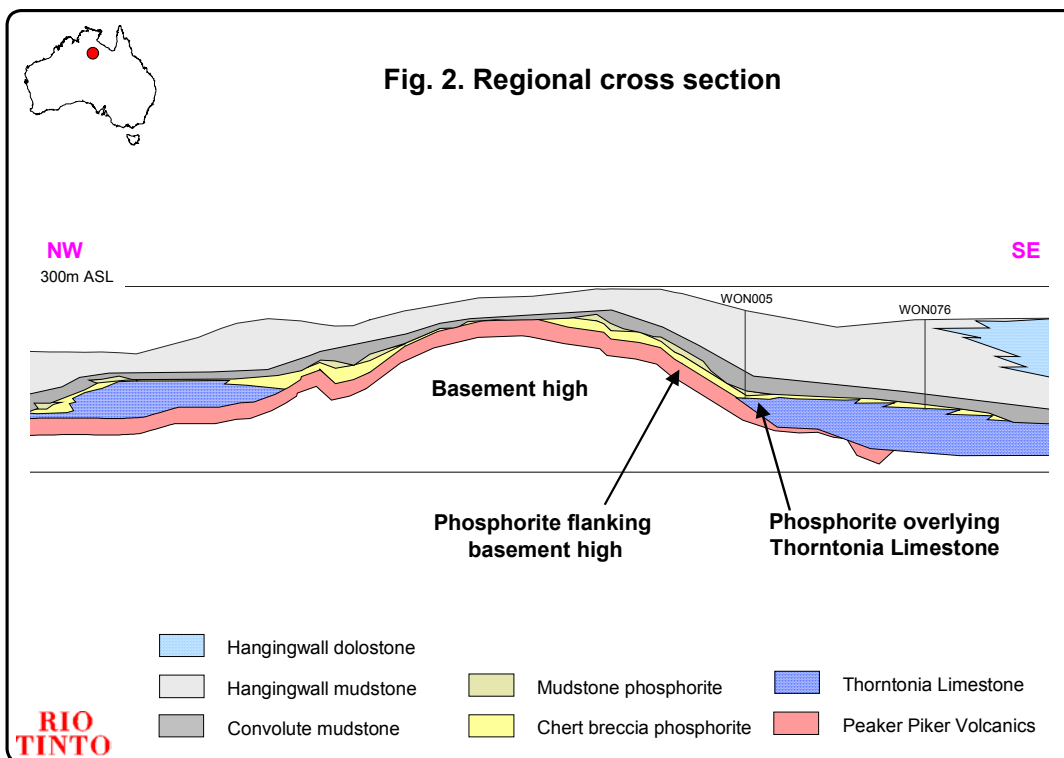 Fig. 2. Regional cross section
NW
SE
300m ASL
WON005
WON076
Basement high
Phosphorite flanking
basement high
Phosphorite overlying
Thorntonia Limestone
Hangingwall dolostone
Hangingwall mudstone
Mudstone phosphorite
Thorntonia Limestone
Convolute mudstone
Chert breccia phosphorite
Peaker Piker Volcanics
RIO
TINTO